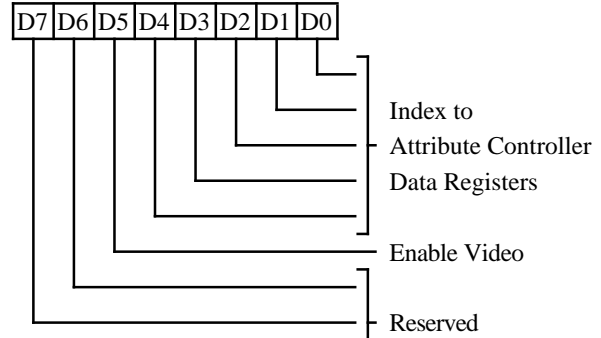 D7 D6 D5 D4 D3 D2 D1 D0
Index to
Attribute Controller
Data Registers
Enable Video
Reserved